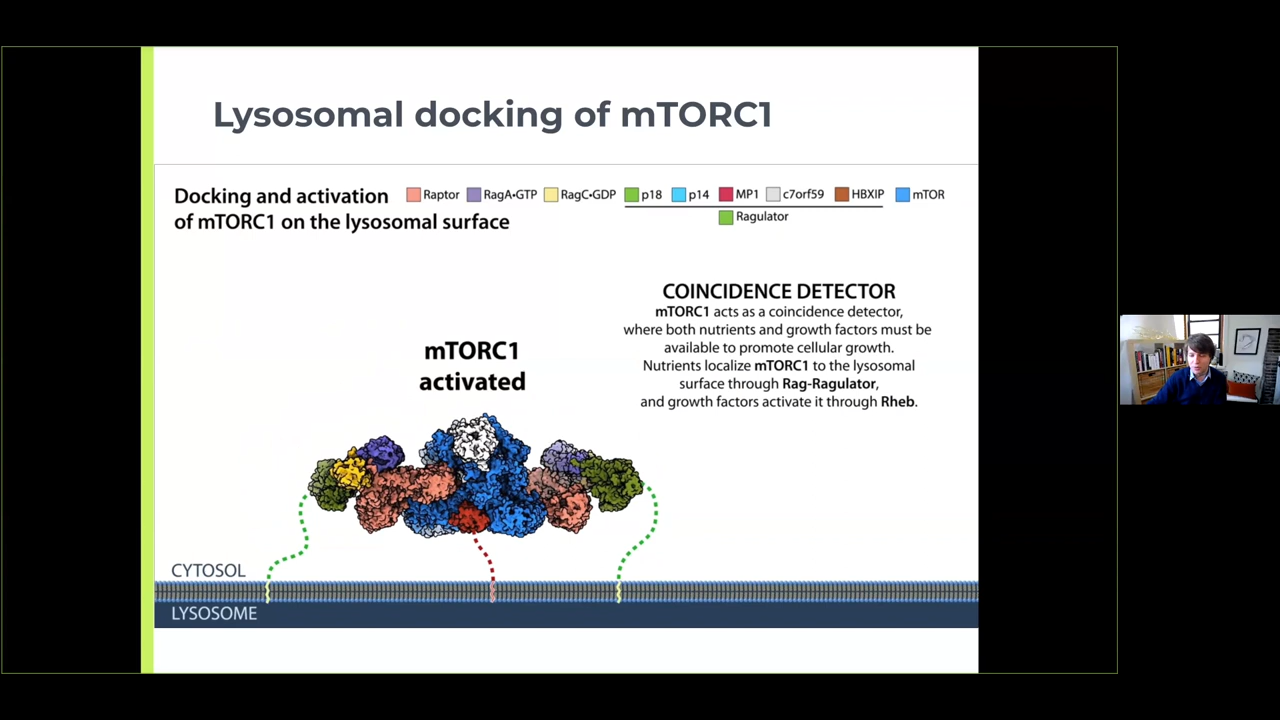 Lysosomal docking of mTORC1
Docking and activation
of mTORC1 on the lysosomal surface
Raptor RagA•GTP RagC•GDP p18 p14 MP1 c7orf59 HBXIP mTOR
Ragulator
COINCIDENCE DETECTOR
mTORC1 acts as a coincidence detector,
where both nutrients and growth factors must be
available to promote cellular growth.
Nutrients localize mTORC1 to the lysosomal
surface through Rag-Ragulator,
and growth factors activate it through Rheb.
mTORC1
activated
CYTOSOL
LYSOSOME